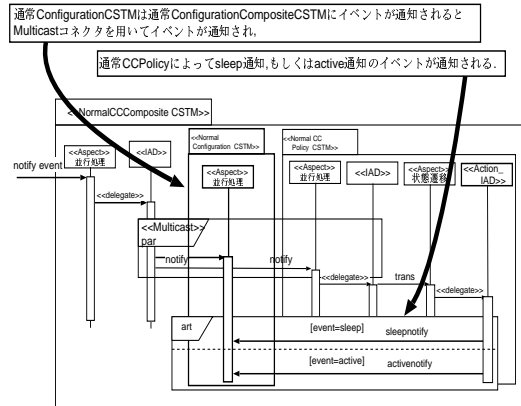 通常ConfigurationCSTMは通常ConfigurationCompositeCSTMにイベントが通知されると
Multicastコネクタを用いてイベントが通知され,
通常CCPolicyによってsleep通知,もしくはactive通知のイベントが通知される.
<<NormalCCComposite CSTM>>
<<Normal
Configuration CSTM>>
<<Normal CC
Policy CSTM>>
<<Aspect>>
並行処理
<<IAD>>
<<Aspect>>
並行処理
<<Aspect>>
並行処理
<<IAD>>
<<Aspect>>
状態遷移
<<Action_
IAD>>
notify event
<<delegate>>
<<Multicast>>
par
notify
notify
<<delegate>>
trans
<<delegate>>
art
[event=sleep]
sleepnotify
[event=active]
activenotify